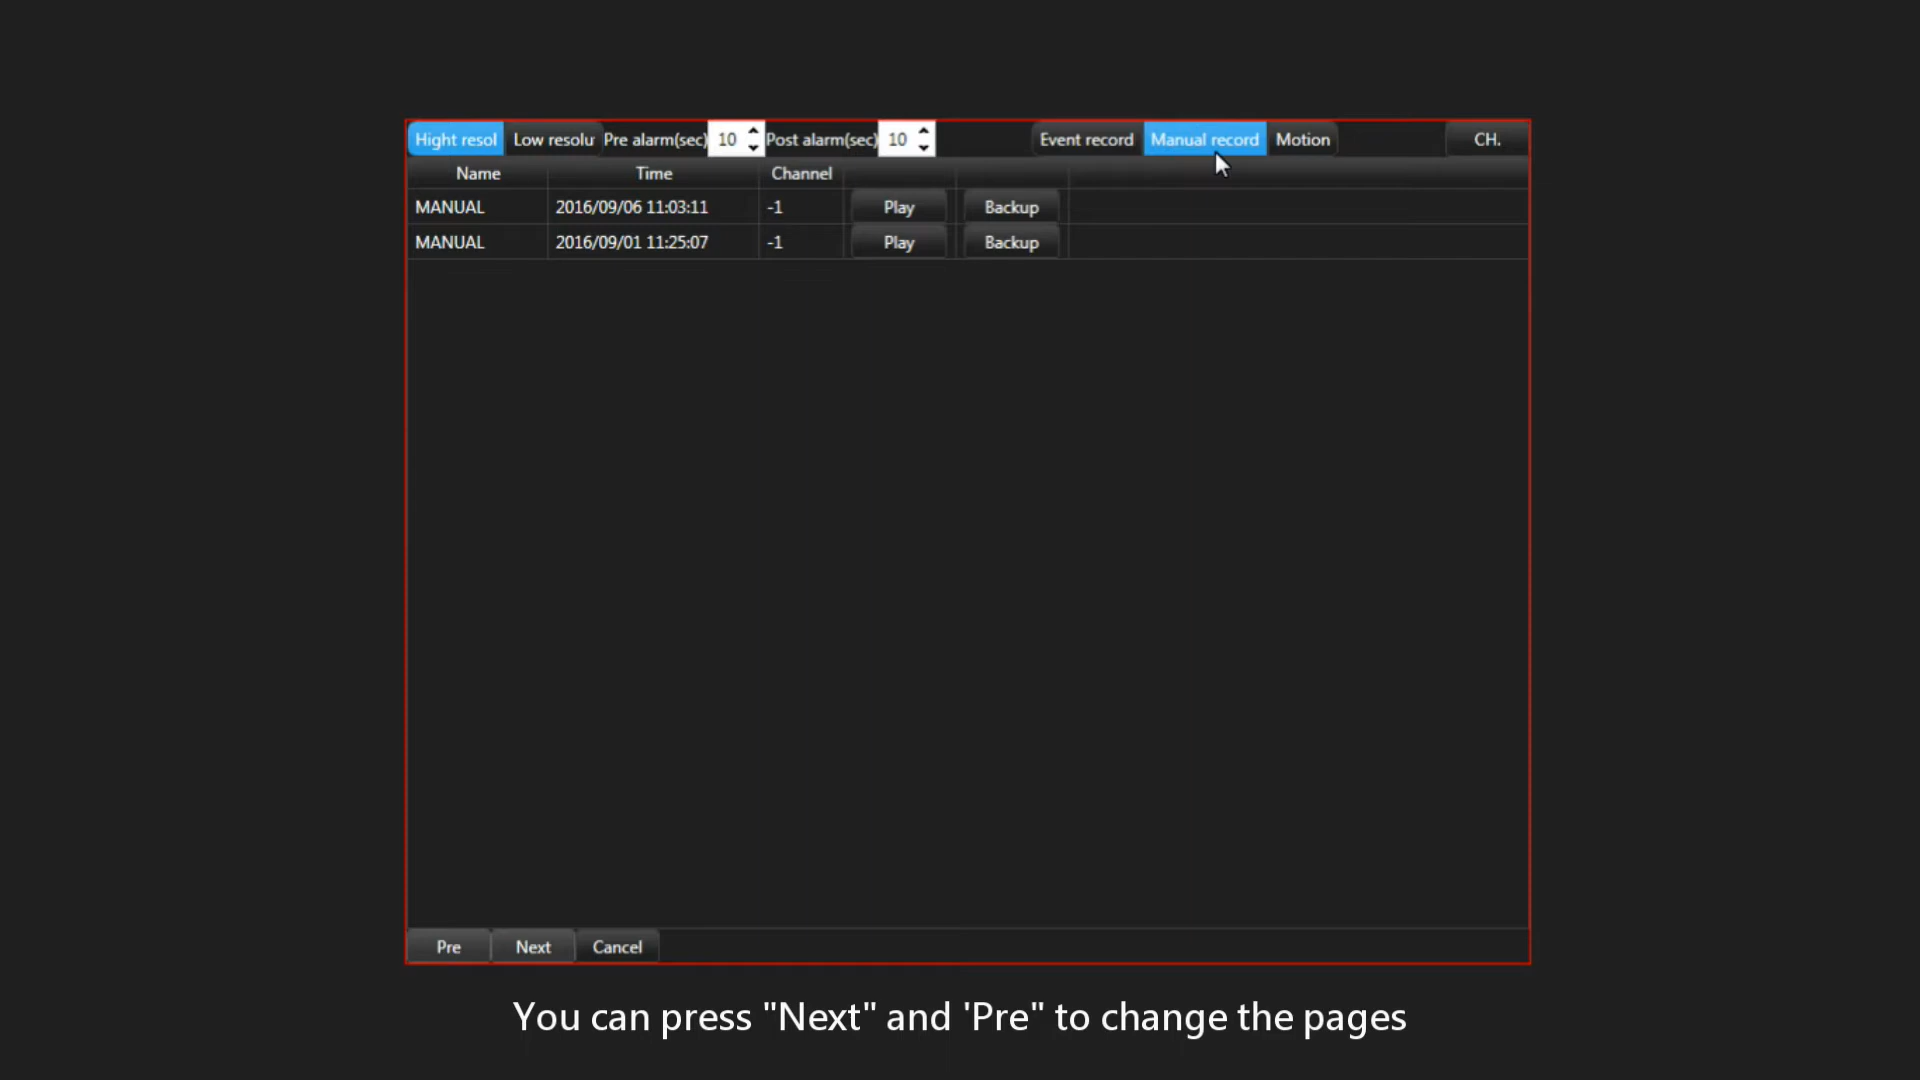 Hight resol Low resolu Pre alarm(sec) 10 Post alarm(sec) 10 Event record Manual record Motion CH.
Name Time Channel
MANUAL 2016/09/06 11:03:11 -1 Play Backup
MANUAL 2016/09/01 11:25:07 -1 Play Backup
Pre Next Cancel
You can press "Next" and 'Pre" to change the pages